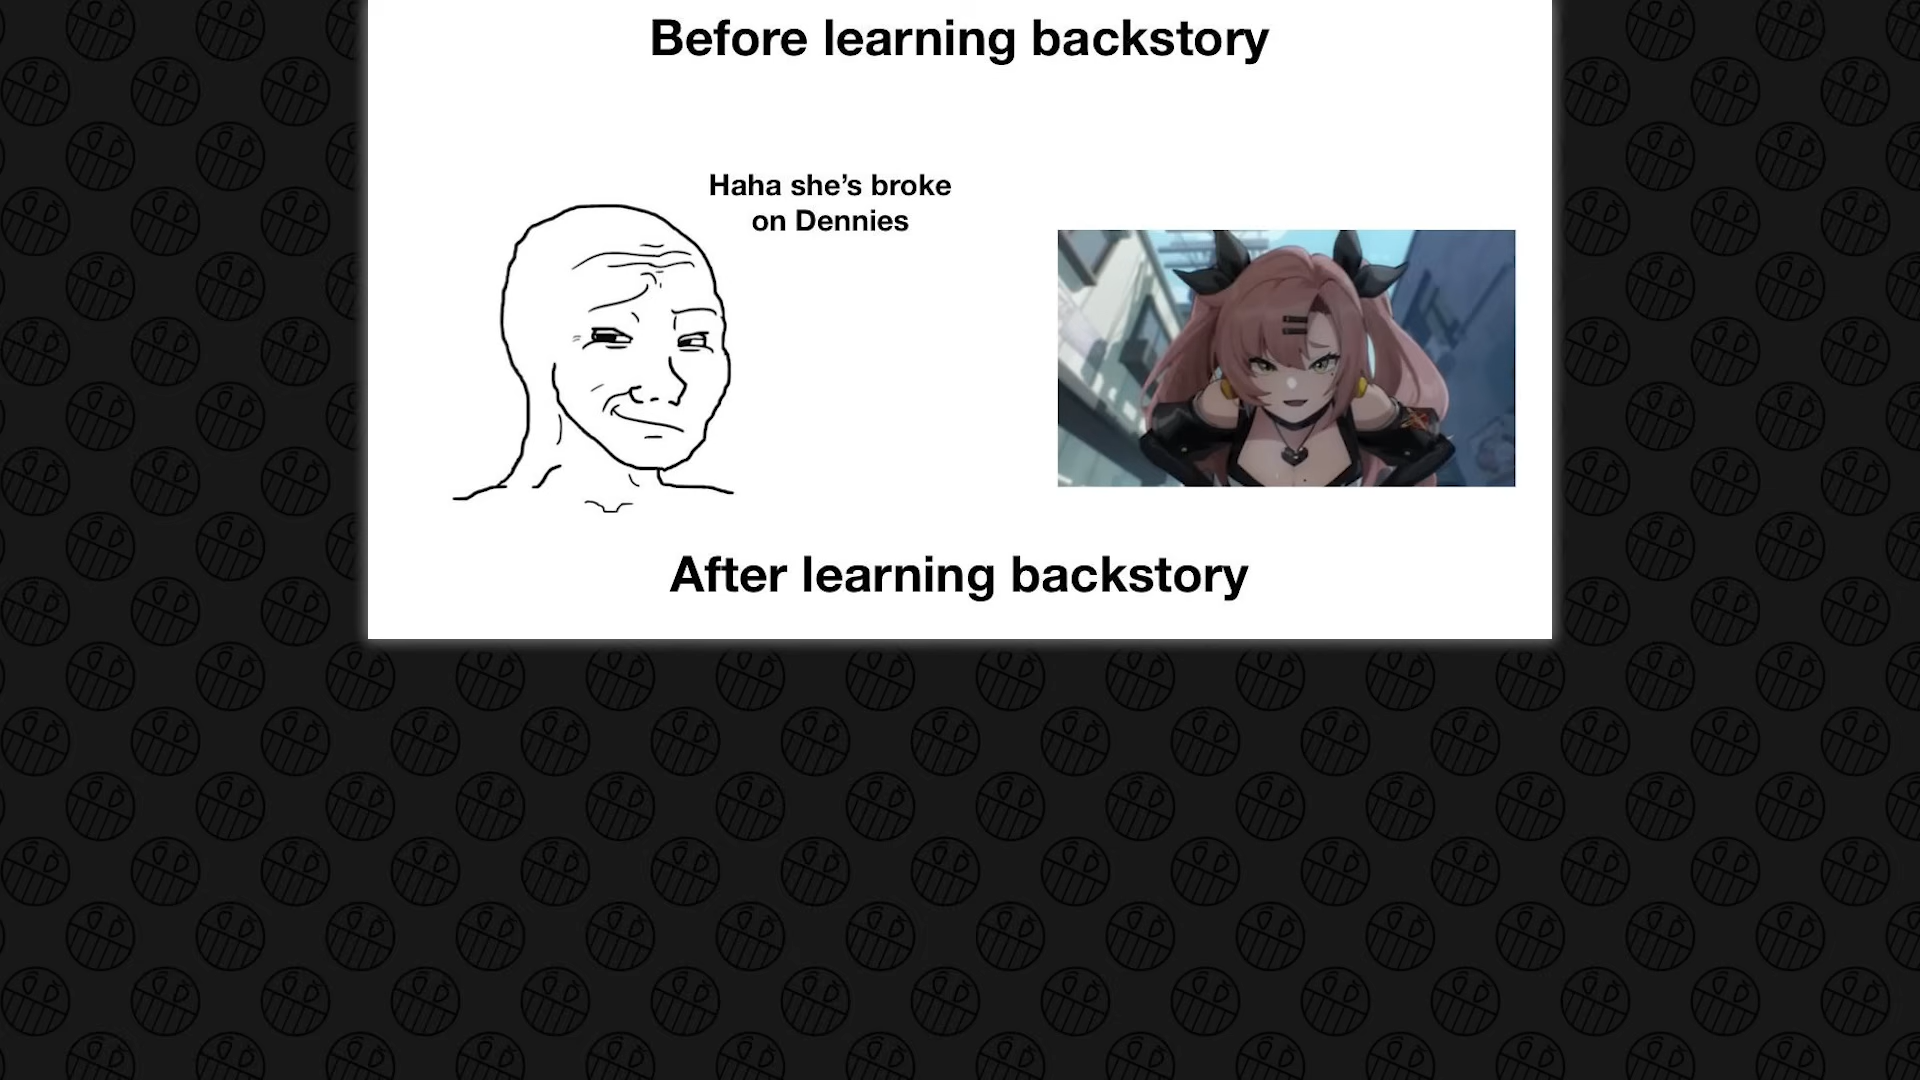 Before learning backstory
Haha she's broke
on Dennies
After learning backstory